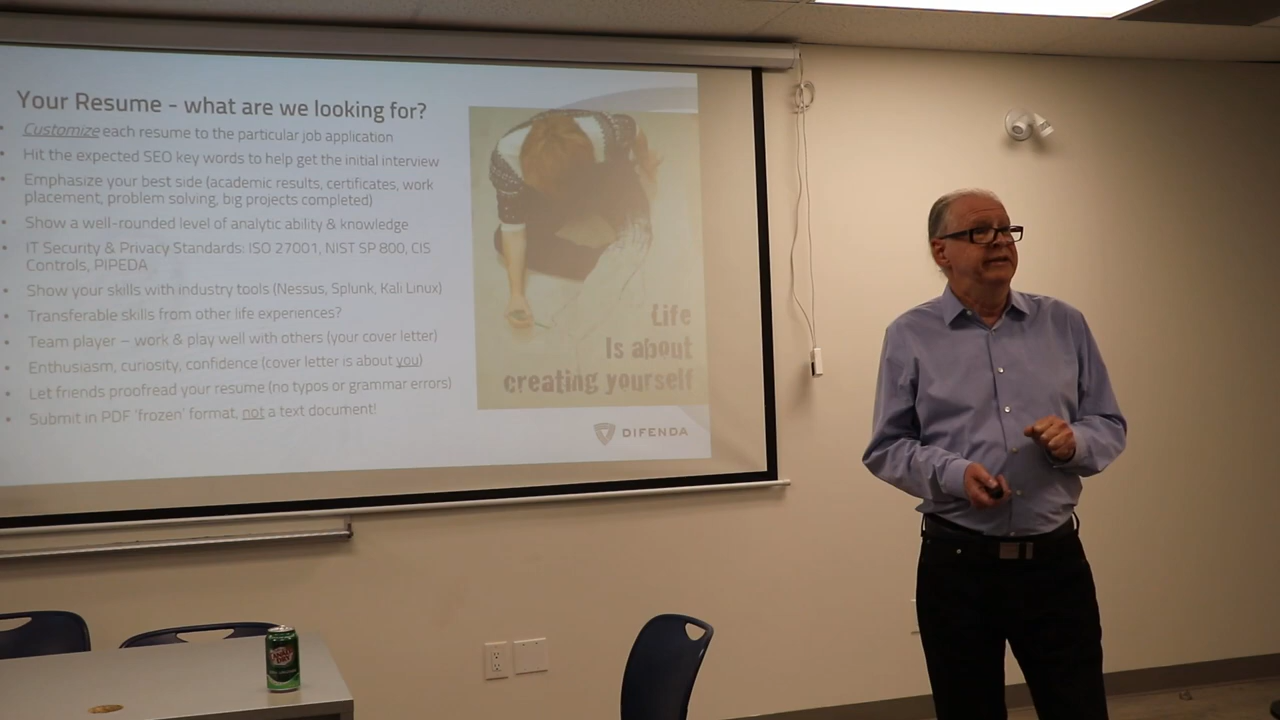 Your Resume - what are we looking for?
Customize each resume to the particular job application
Hit the expected SEO key words to help get the initial interview
Emphasize your best side (academic results, certificates, work
placement, problem solving, big projects completed)
Show a well-rounded level of analytic ability & knowledge
IT Security & Privacy Standards: ISO 27001, NIST SP 800, CIS
Controls, PIPEDA
Show your skills with industry tools (Nessus, Splunk, Kali Linux)
Transferable skills from other life experiences?
Team player – work & play well with others (your cover letter)
Enthusiasm, curiosity, confidence (cover letter is about you)
Let friends proofread your resume (no typos or grammar errors)
Submit in PDF 'frozen' format, not a text document!
Life
Is about
creating yourself
DIFENDA
CANADA
DRY